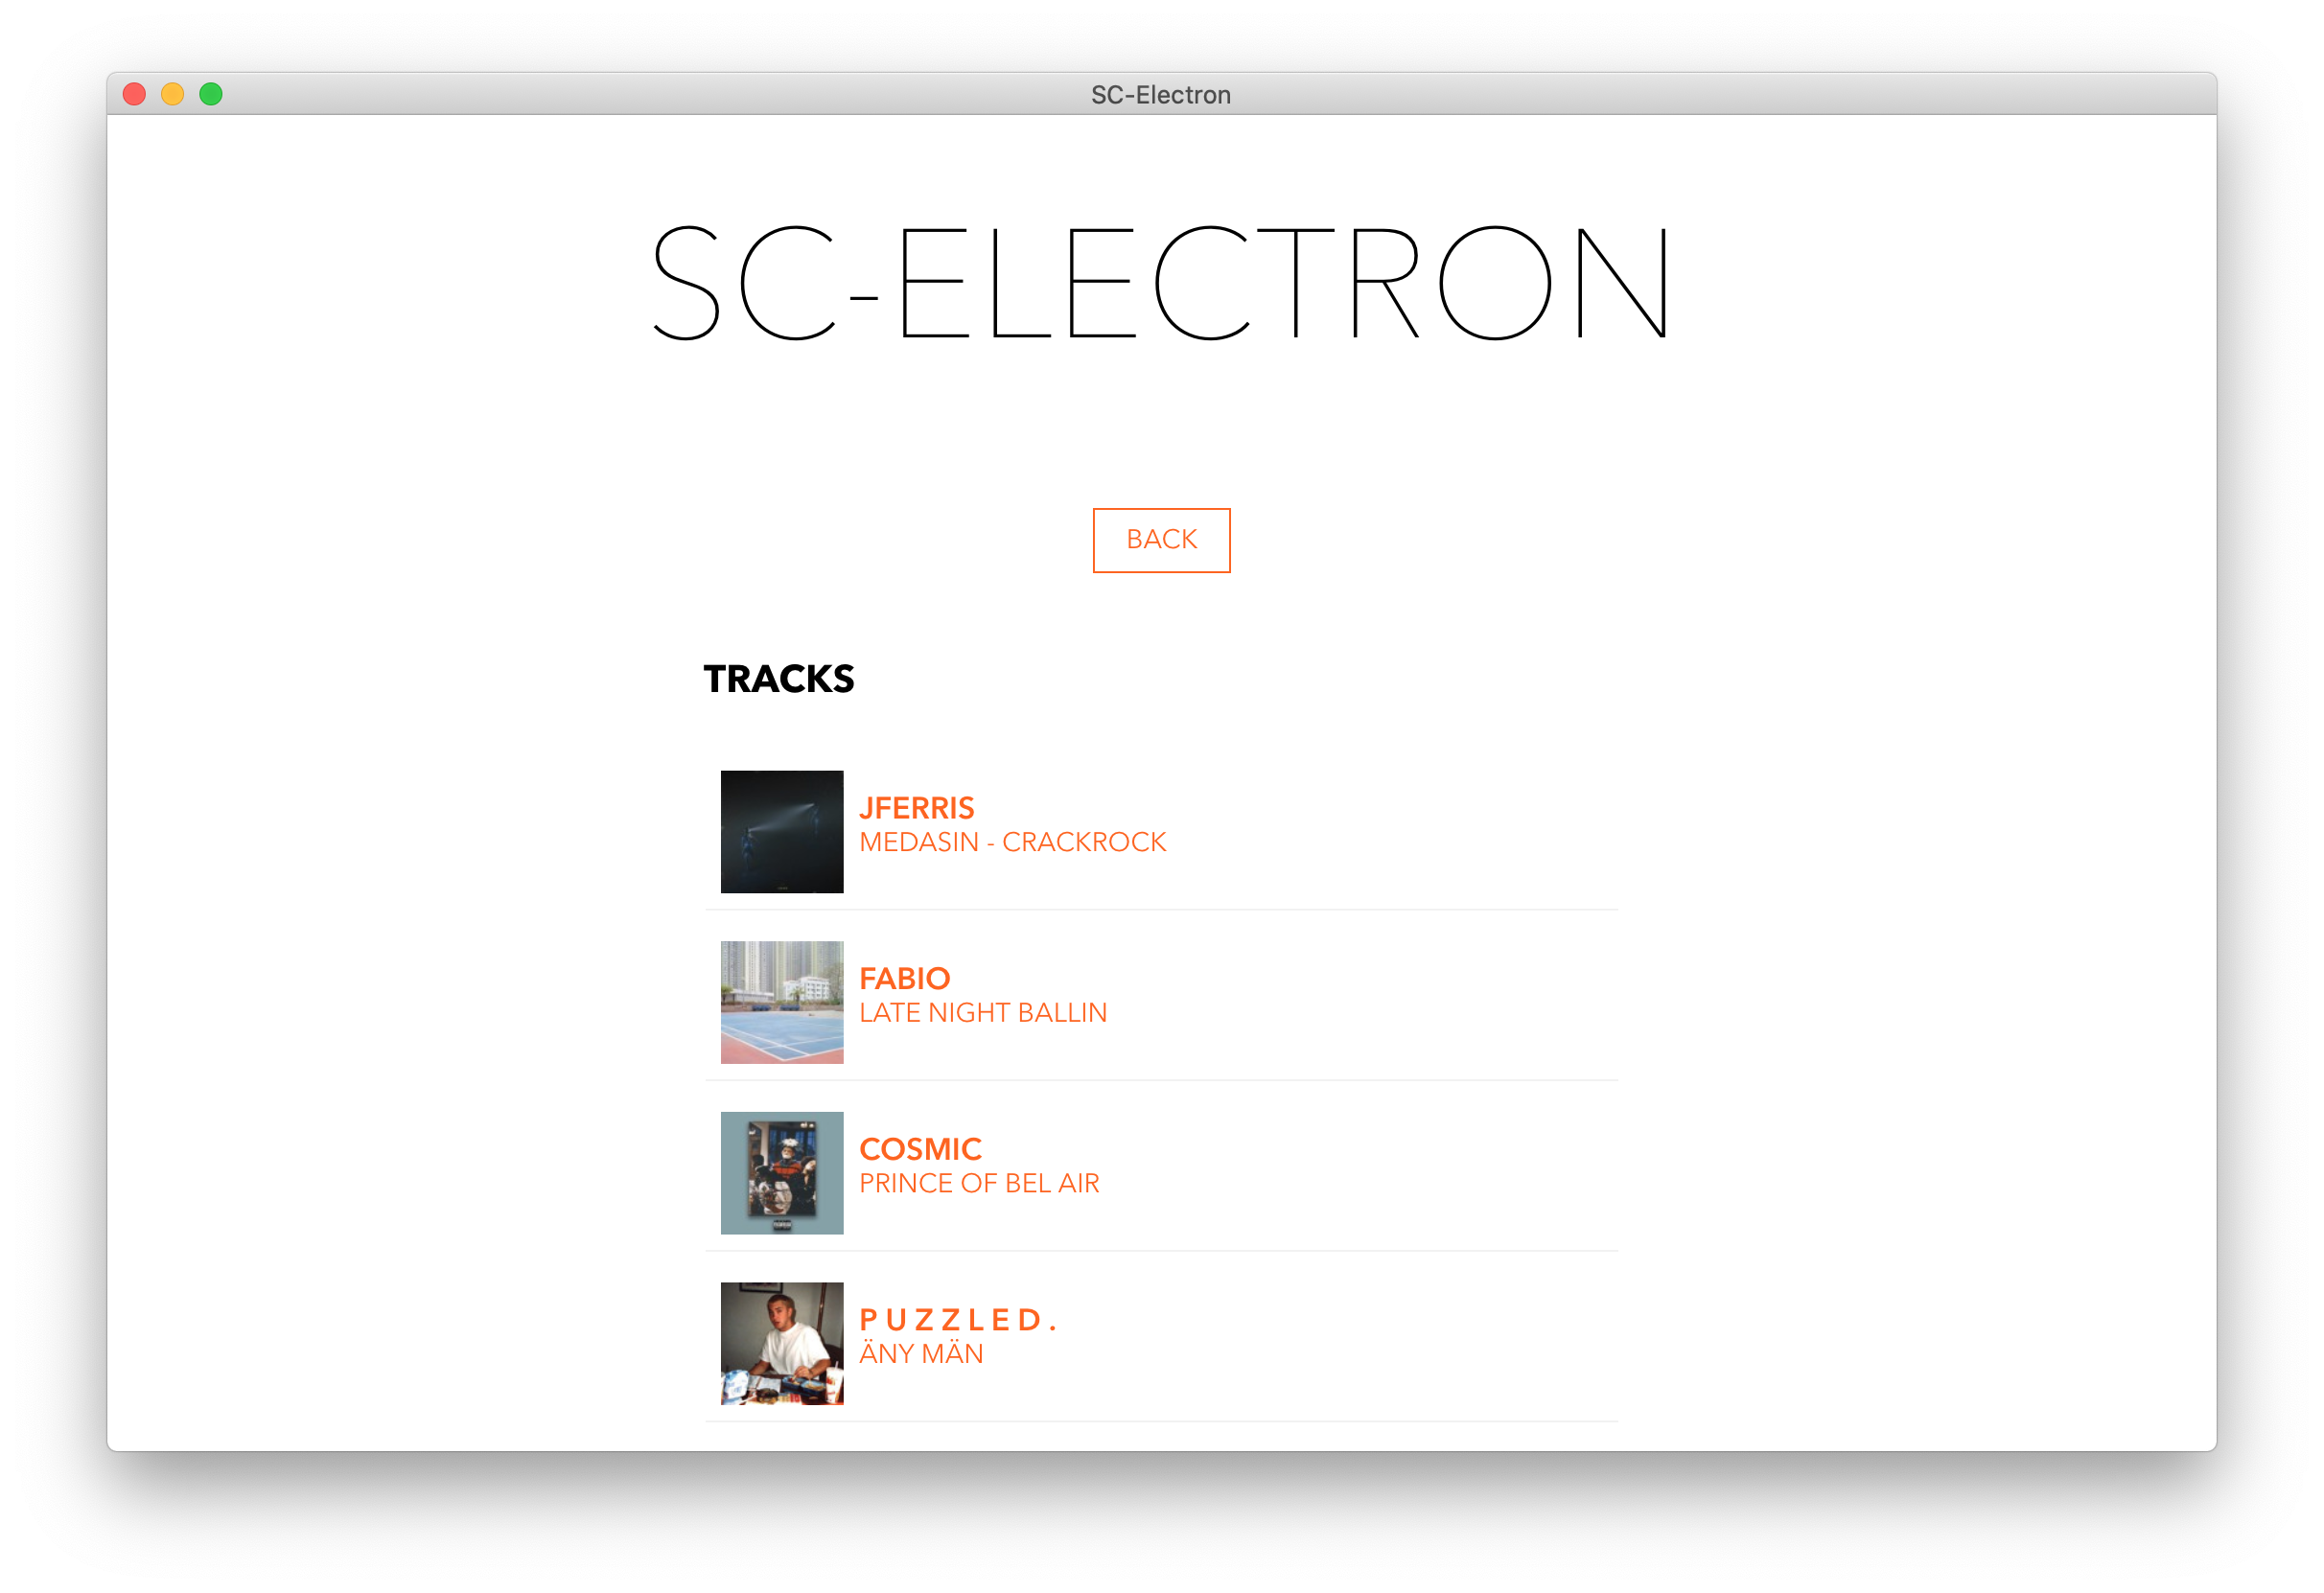 SC-Electron
SC-ELECTRON
BACK
TRACKS
JFERRIS
MEDASIN - CRACKROCK
FABIO
LATE NIGHT BALLIN
COSMIC
PRINCE OF BEL AIR
P U Z Z L E D .
ÄNY MÄN